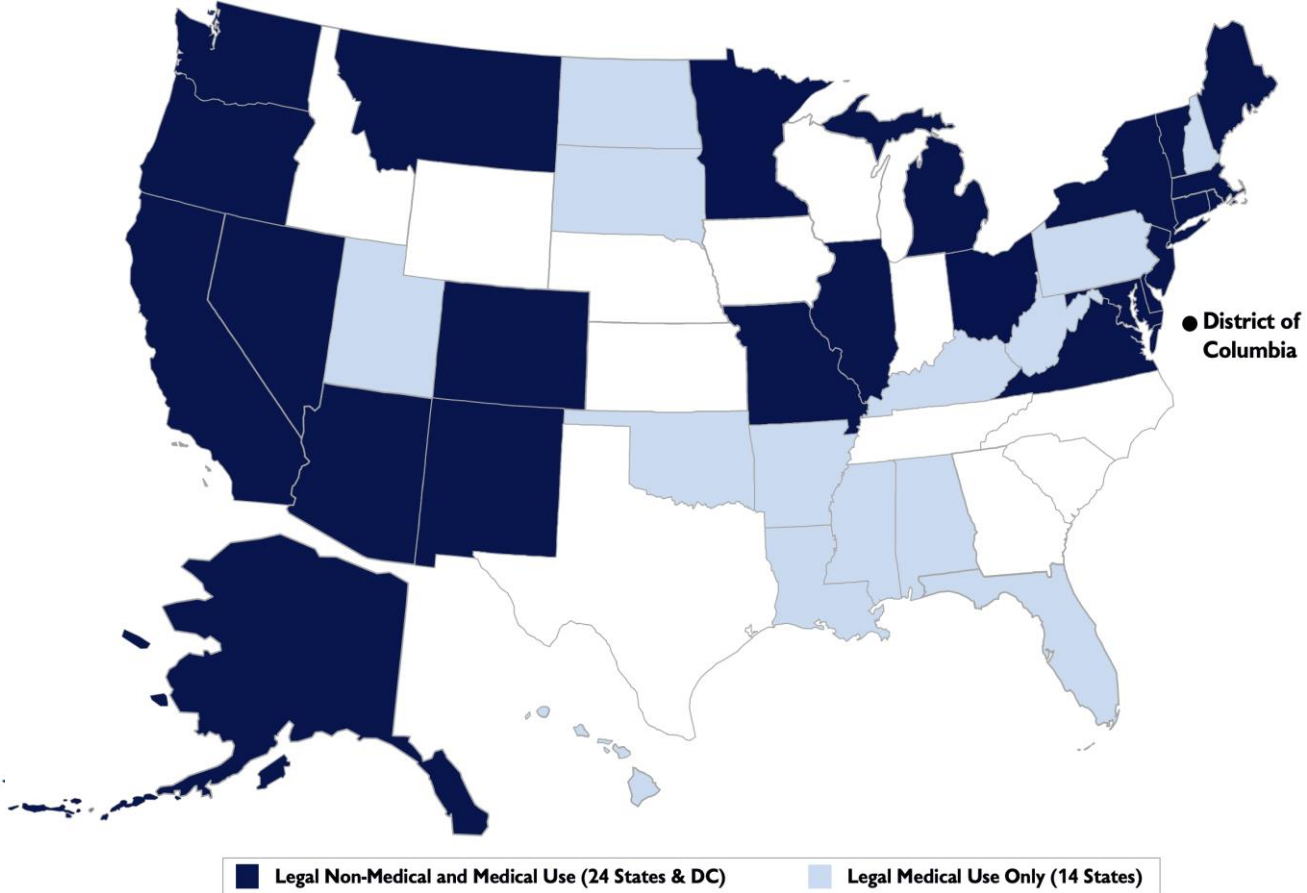 District of
Columbia
Legal Non-Medical and Medical Use (24 States & DC)
Legal Medical Use Only (14 States)